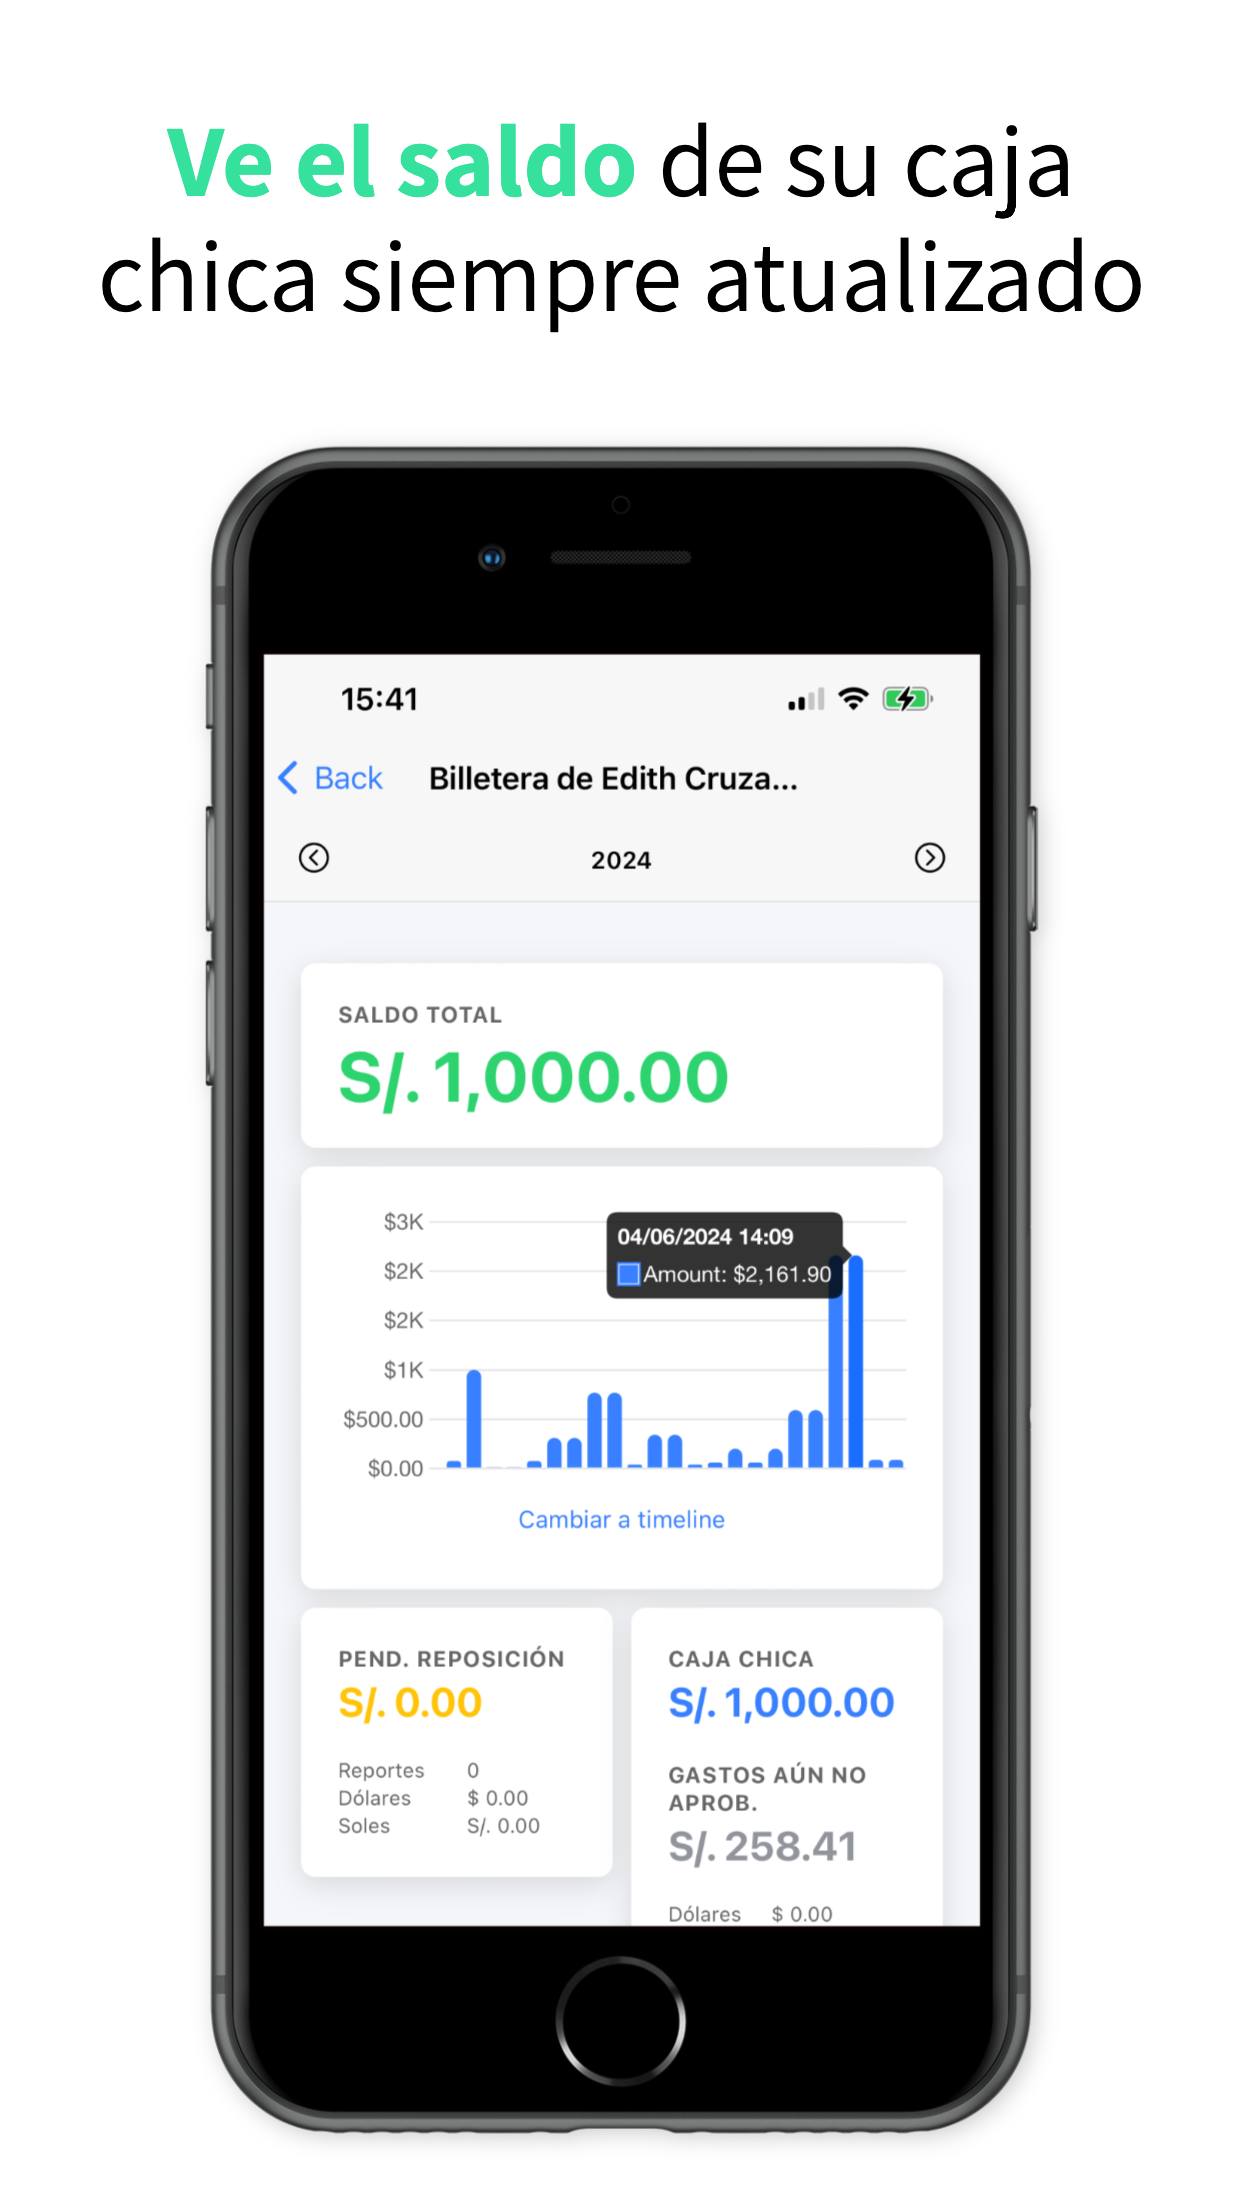 Ve el saldo de su caja
chica siempre atualizado
15:41
Back
Billetera de Edith Cruza...
2024
SALDO TOTAL
S/. 1,000.00
$3K
04/06/2024 14:09
$2K
Amount: $2,161.90
$2K
$1K
$500.00
$0.00
Cambiar a timeline
PEND. REPOSICIÓN
S/. 0.00
Reportes 0
Dólares $ 0.00
Soles S/. 0.00
CAJA CHICA
S/. 1,000.00
GASTOS AÚN NO
APROB.
S/. 258.41
Dólares $ 0.00